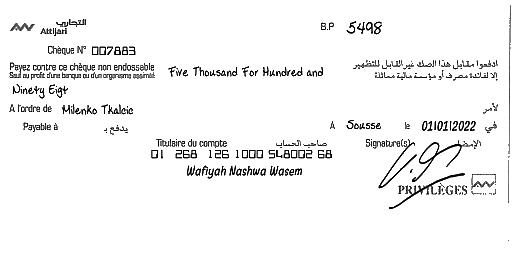 التجاري
Attijari
B.P 5498
Chèque N° 007883
Payez contre ce chèque non endossable
Sauf au profit d'une banque ou d'un organisme assimilé
ادفعوا مقابل هذا الصك غير القابل للتظهير
إلا لفائدة مصرف أو مؤسسة مالية مماثلة
Five Thousand For Hundred and
Ninety Eigt
A l'ordre de Milenko Tkalcic
لأمر
Payable à يدفع بـ
A Sousse le 01/01/2022 في
Titulaire du compte صاحب الحساب
Signature(s) الإمضاء
01 268 126 1000 548002 68
Wafiyah Nashwa Wasem
PRIVILÈGES